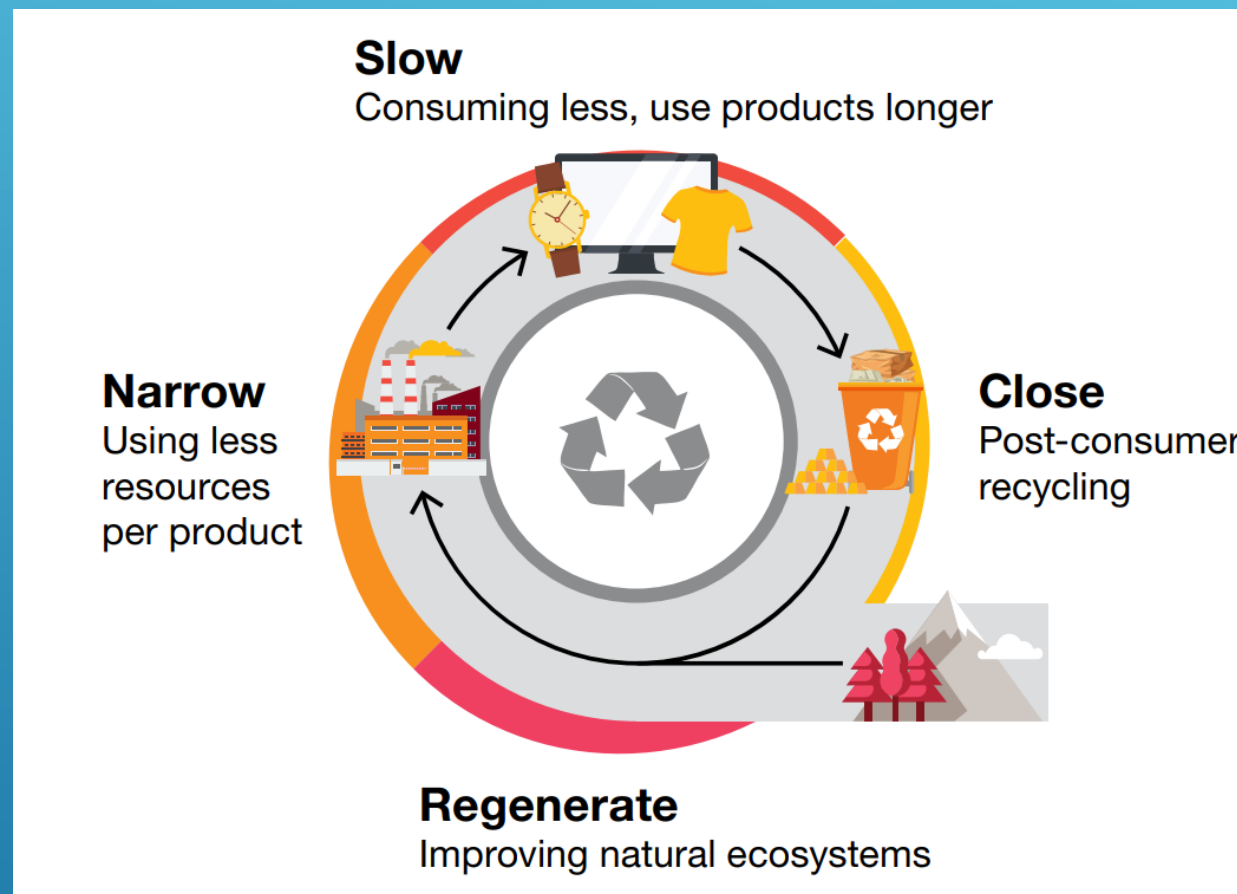 Slow
Consuming less, use products longer
Narrow
Using less
resources
per product
Close
Post-consumer
recycling
Regenerate
Improving natural ecosystems